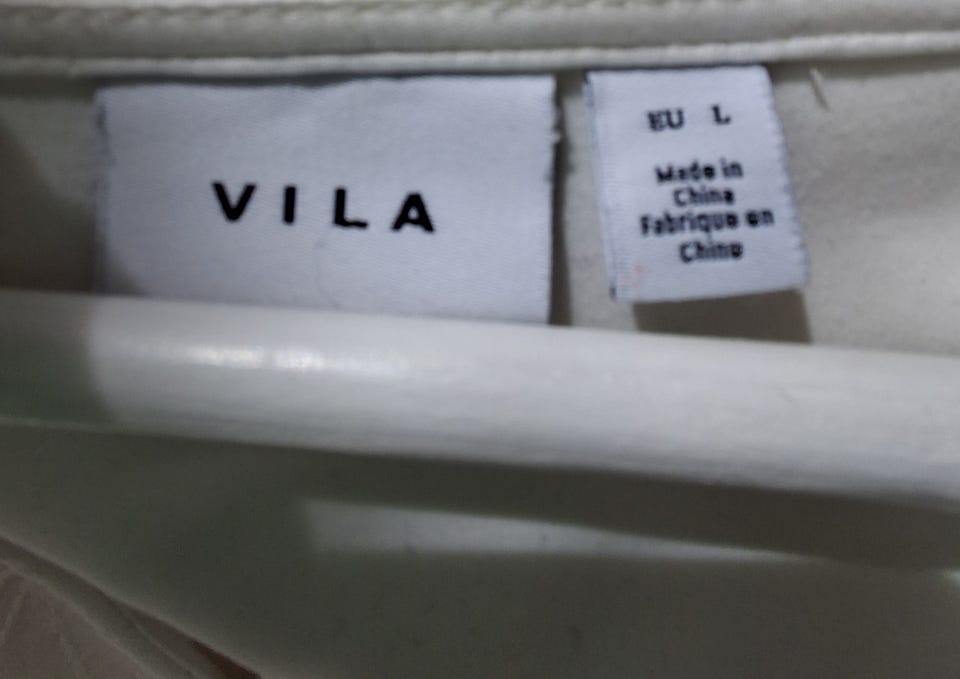 VILA
EU L
Made in
China
Fabrique en
Chine